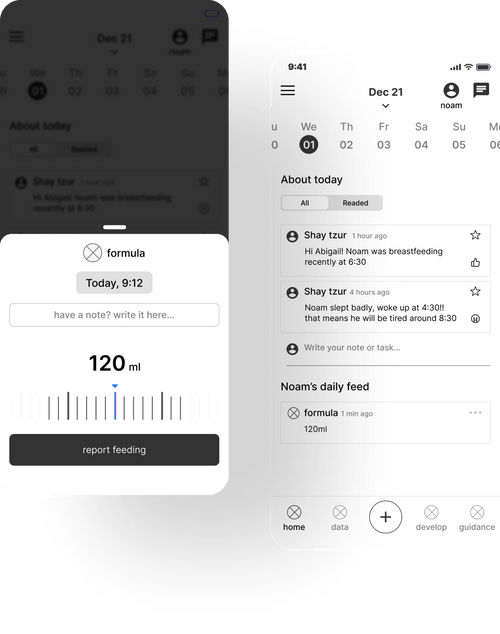 Dec 21
noam
u We Th Fr Sa Su M
0 01 02 03 04 05 0
About today
All Readed
Shay tzur 1 hour ago
Hi Abigail! Noam was breastfeeding
recently at 8:30
formula
Today, 9:12
have a note? write it here...
120 ml
report feeding
9:41
Dec 21
noam
u We Th Fr Sa Su Mo
0 01 02 03 04 05 06
About today
All Readed
Shay tzur 1 hour ago
Hi Abigail! Noam was breastfeeding
recently at 6:30
Shay tzur 4 hours ago
Noam slept badly, woke up at 4:30!!
that means he will be tired around 8:30
Write your note or task...
Noam's daily feed
formula 1 min ago
120ml
home data + develop guidance